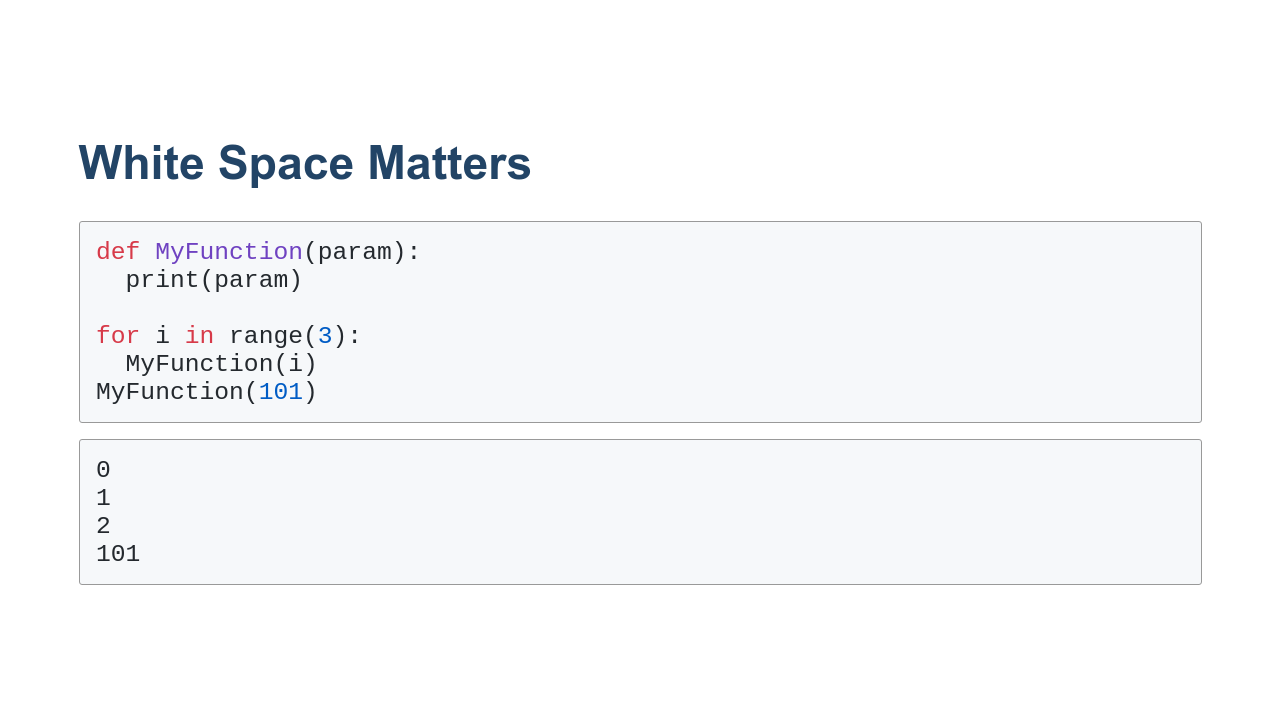 White Space Matters
def MyFunction(param):
  print(param)

for i in range(3):
  MyFunction(i)
MyFunction(101)
0
1
2
101